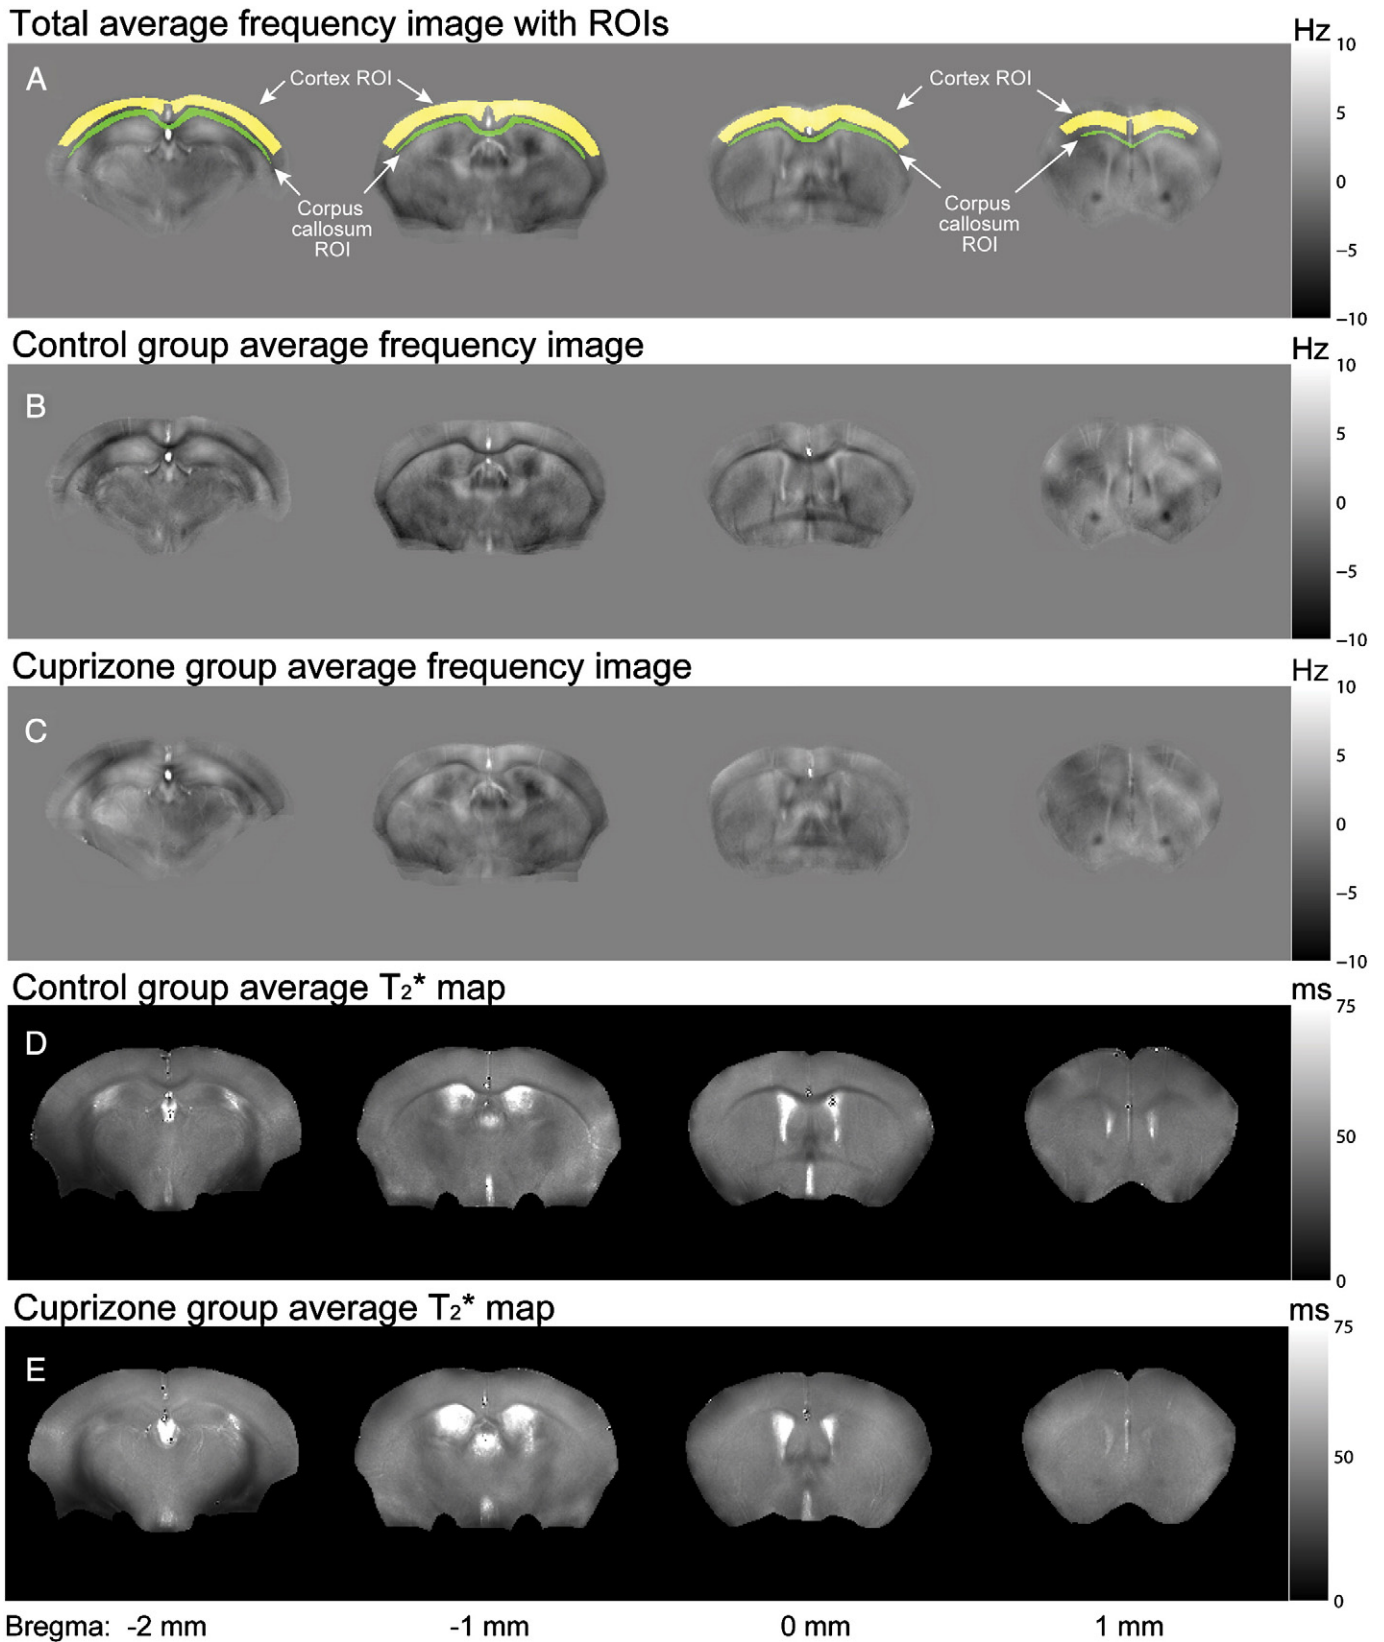 Total average frequency image with ROIs
Hz
A
Cortex ROI
Cortex ROI
Corpus
callosum
ROI
Corpus
callosum
ROI
10
5
0
−5
−10
Control group average frequency image
Hz
B
10
5
0
−5
−10
Cuprizone group average frequency image
Hz
C
10
5
0
−5
−10
Control group average T₂* map
ms
D
75
50
0
Cuprizone group average T₂* map
ms
E
75
50
0
Bregma: -2 mm -1 mm 0 mm 1 mm